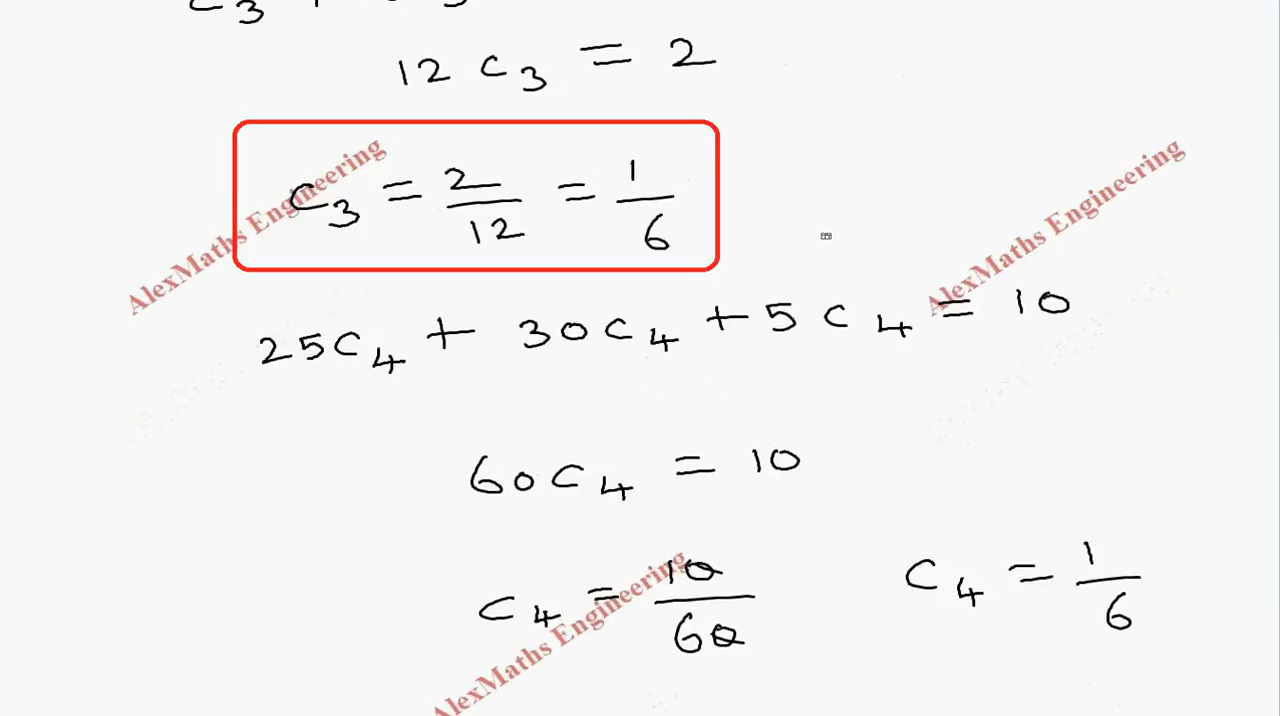 12 c₃ = 2
c₃ = 2/12 = 1/6
25c₄ + 30c₄ + 5c₄ = 10
60c₄ = 10
c₄ = 10/60 c₄ = 1/6
AlexMaths Engineering
AlexMaths Engineering
AlexMaths Engineering